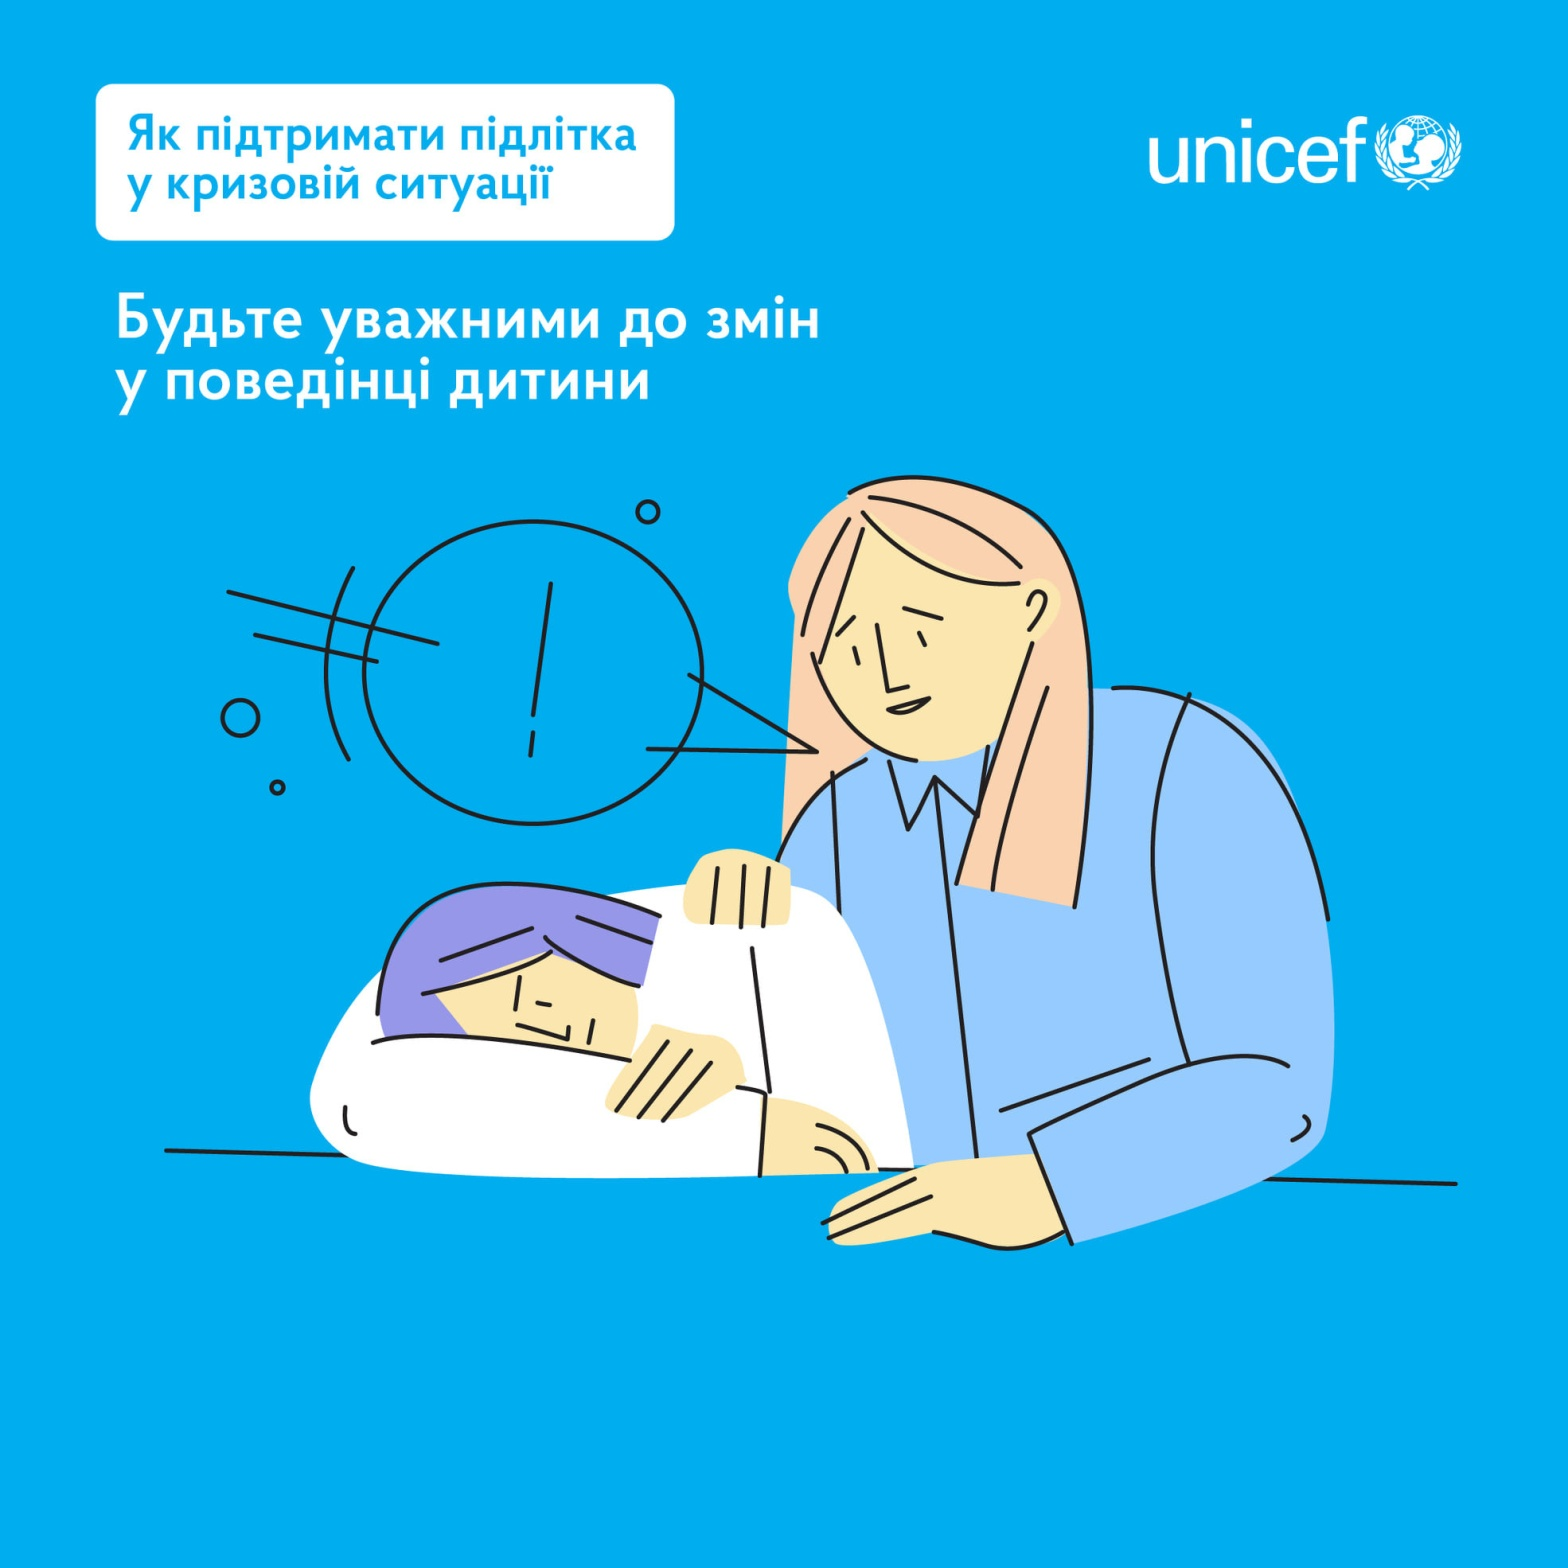 Як підтримати підлітка
у кризовій ситуації
unicef
Будьте уважними до змін
у поведінці дитини
!